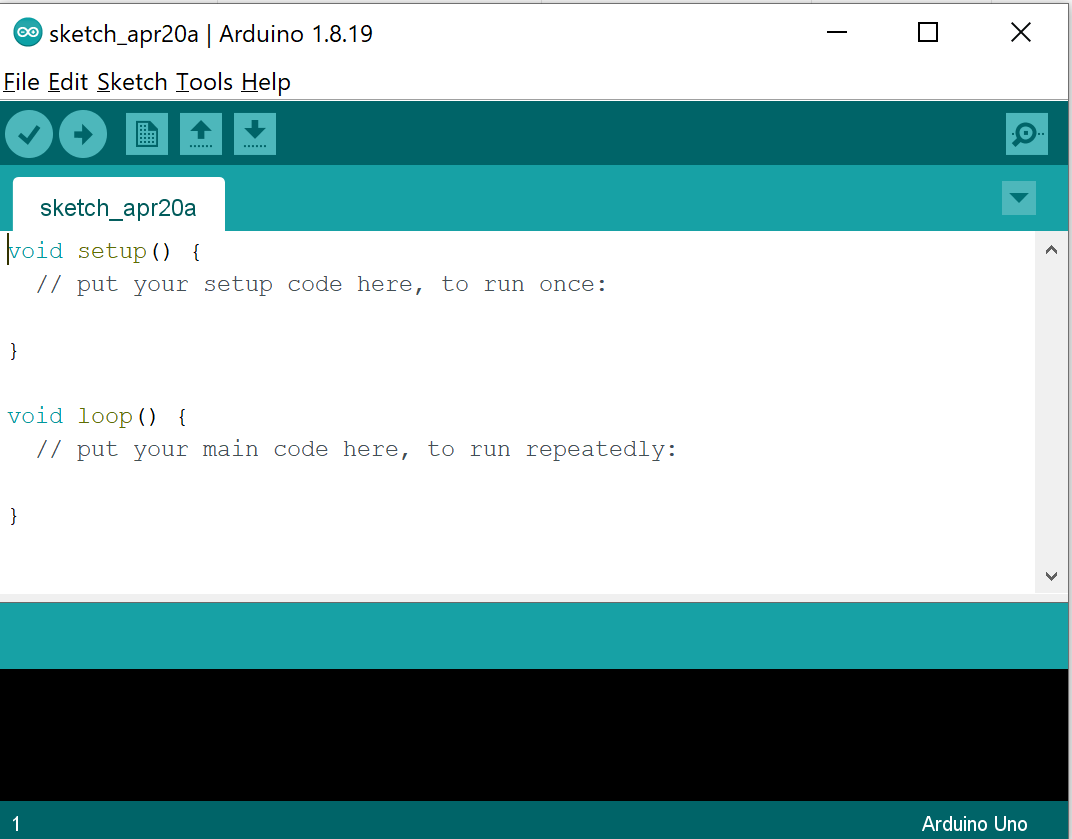 sketch_apr20a | Arduino 1.8.19
File Edit Sketch Tools Help
sketch_apr20a
void setup() {
  // put your setup code here, to run once:
}
void loop() {
  // put your main code here, to run repeatedly:
}
1 Arduino Uno